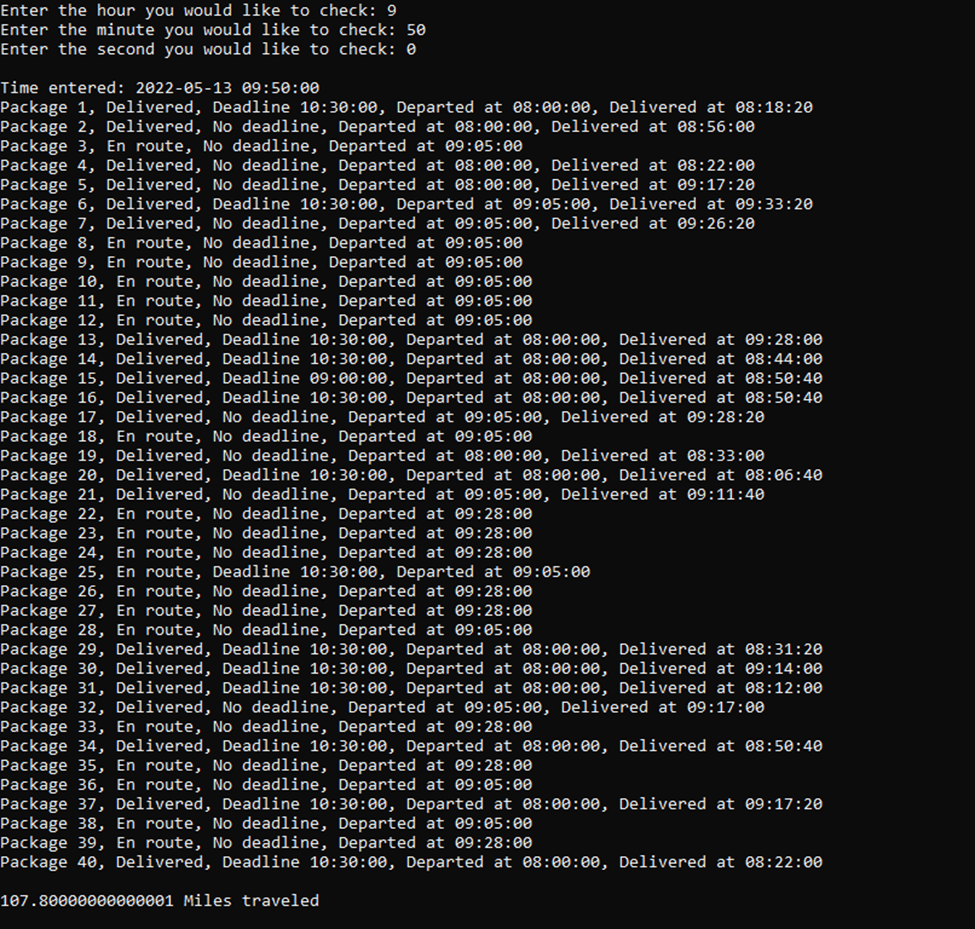 Enter the hour you would like to check: 9
Enter the minute you would like to check: 50
Enter the second you would like to check: 0
Time entered: 2022-05-13 09:50:00
Package 1, Delivered, Deadline 10:30:00, Departed at 08:00:00, Delivered at 08:18:20
Package 2, Delivered, No deadline, Departed at 08:00:00, Delivered at 08:56:00
Package 3, En route, No deadline, Departed at 09:05:00
Package 4, Delivered, No deadline, Departed at 08:00:00, Delivered at 08:22:00
Package 5, Delivered, No deadline, Departed at 08:00:00, Delivered at 09:17:20
Package 6, Delivered, Deadline 10:30:00, Departed at 09:05:00, Delivered at 09:33:20
Package 7, Delivered, No deadline, Departed at 09:05:00, Delivered at 09:26:20
Package 8, En route, No deadline, Departed at 09:05:00
Package 9, En route, No deadline, Departed at 09:05:00
Package 10, En route, No deadline, Departed at 09:05:00
Package 11, En route, No deadline, Departed at 09:05:00
Package 12, En route, No deadline, Departed at 09:05:00
Package 13, Delivered, Deadline 10:30:00, Departed at 08:00:00, Delivered at 09:28:00
Package 14, Delivered, Deadline 10:30:00, Departed at 08:00:00, Delivered at 08:44:00
Package 15, Delivered, Deadline 09:00:00, Departed at 08:00:00, Delivered at 08:50:40
Package 16, Delivered, Deadline 10:30:00, Departed at 08:00:00, Delivered at 08:50:40
Package 17, Delivered, No deadline, Departed at 09:05:00, Delivered at 09:28:20
Package 18, En route, No deadline, Departed at 09:05:00
Package 19, Delivered, No deadline, Departed at 08:00:00, Delivered at 08:33:00
Package 20, Delivered, Deadline 10:30:00, Departed at 08:00:00, Delivered at 08:06:40
Package 21, Delivered, No deadline, Departed at 09:05:00, Delivered at 09:11:40
Package 22, En route, No deadline, Departed at 09:28:00
Package 23, En route, No deadline, Departed at 09:28:00
Package 24, En route, No deadline, Departed at 09:28:00
Package 25, En route, Deadline 10:30:00, Departed at 09:05:00
Package 26, En route, No deadline, Departed at 09:28:00
Package 27, En route, No deadline, Departed at 09:28:00
Package 28, En route, No deadline, Departed at 09:05:00
Package 29, Delivered, Deadline 10:30:00, Departed at 08:00:00, Delivered at 08:31:20
Package 30, Delivered, Deadline 10:30:00, Departed at 08:00:00, Delivered at 09:14:00
Package 31, Delivered, Deadline 10:30:00, Departed at 08:00:00, Delivered at 08:12:00
Package 32, Delivered, No deadline, Departed at 09:05:00, Delivered at 09:17:00
Package 33, En route, No deadline, Departed at 09:28:00
Package 34, Delivered, Deadline 10:30:00, Departed at 08:00:00, Delivered at 08:50:40
Package 35, En route, No deadline, Departed at 09:28:00
Package 36, En route, No deadline, Departed at 09:05:00
Package 37, Delivered, Deadline 10:30:00, Departed at 08:00:00, Delivered at 09:17:20
Package 38, En route, No deadline, Departed at 09:05:00
Package 39, En route, No deadline, Departed at 09:28:00
Package 40, Delivered, Deadline 10:30:00, Departed at 08:00:00, Delivered at 08:22:00
107.80000000000001 Miles traveled